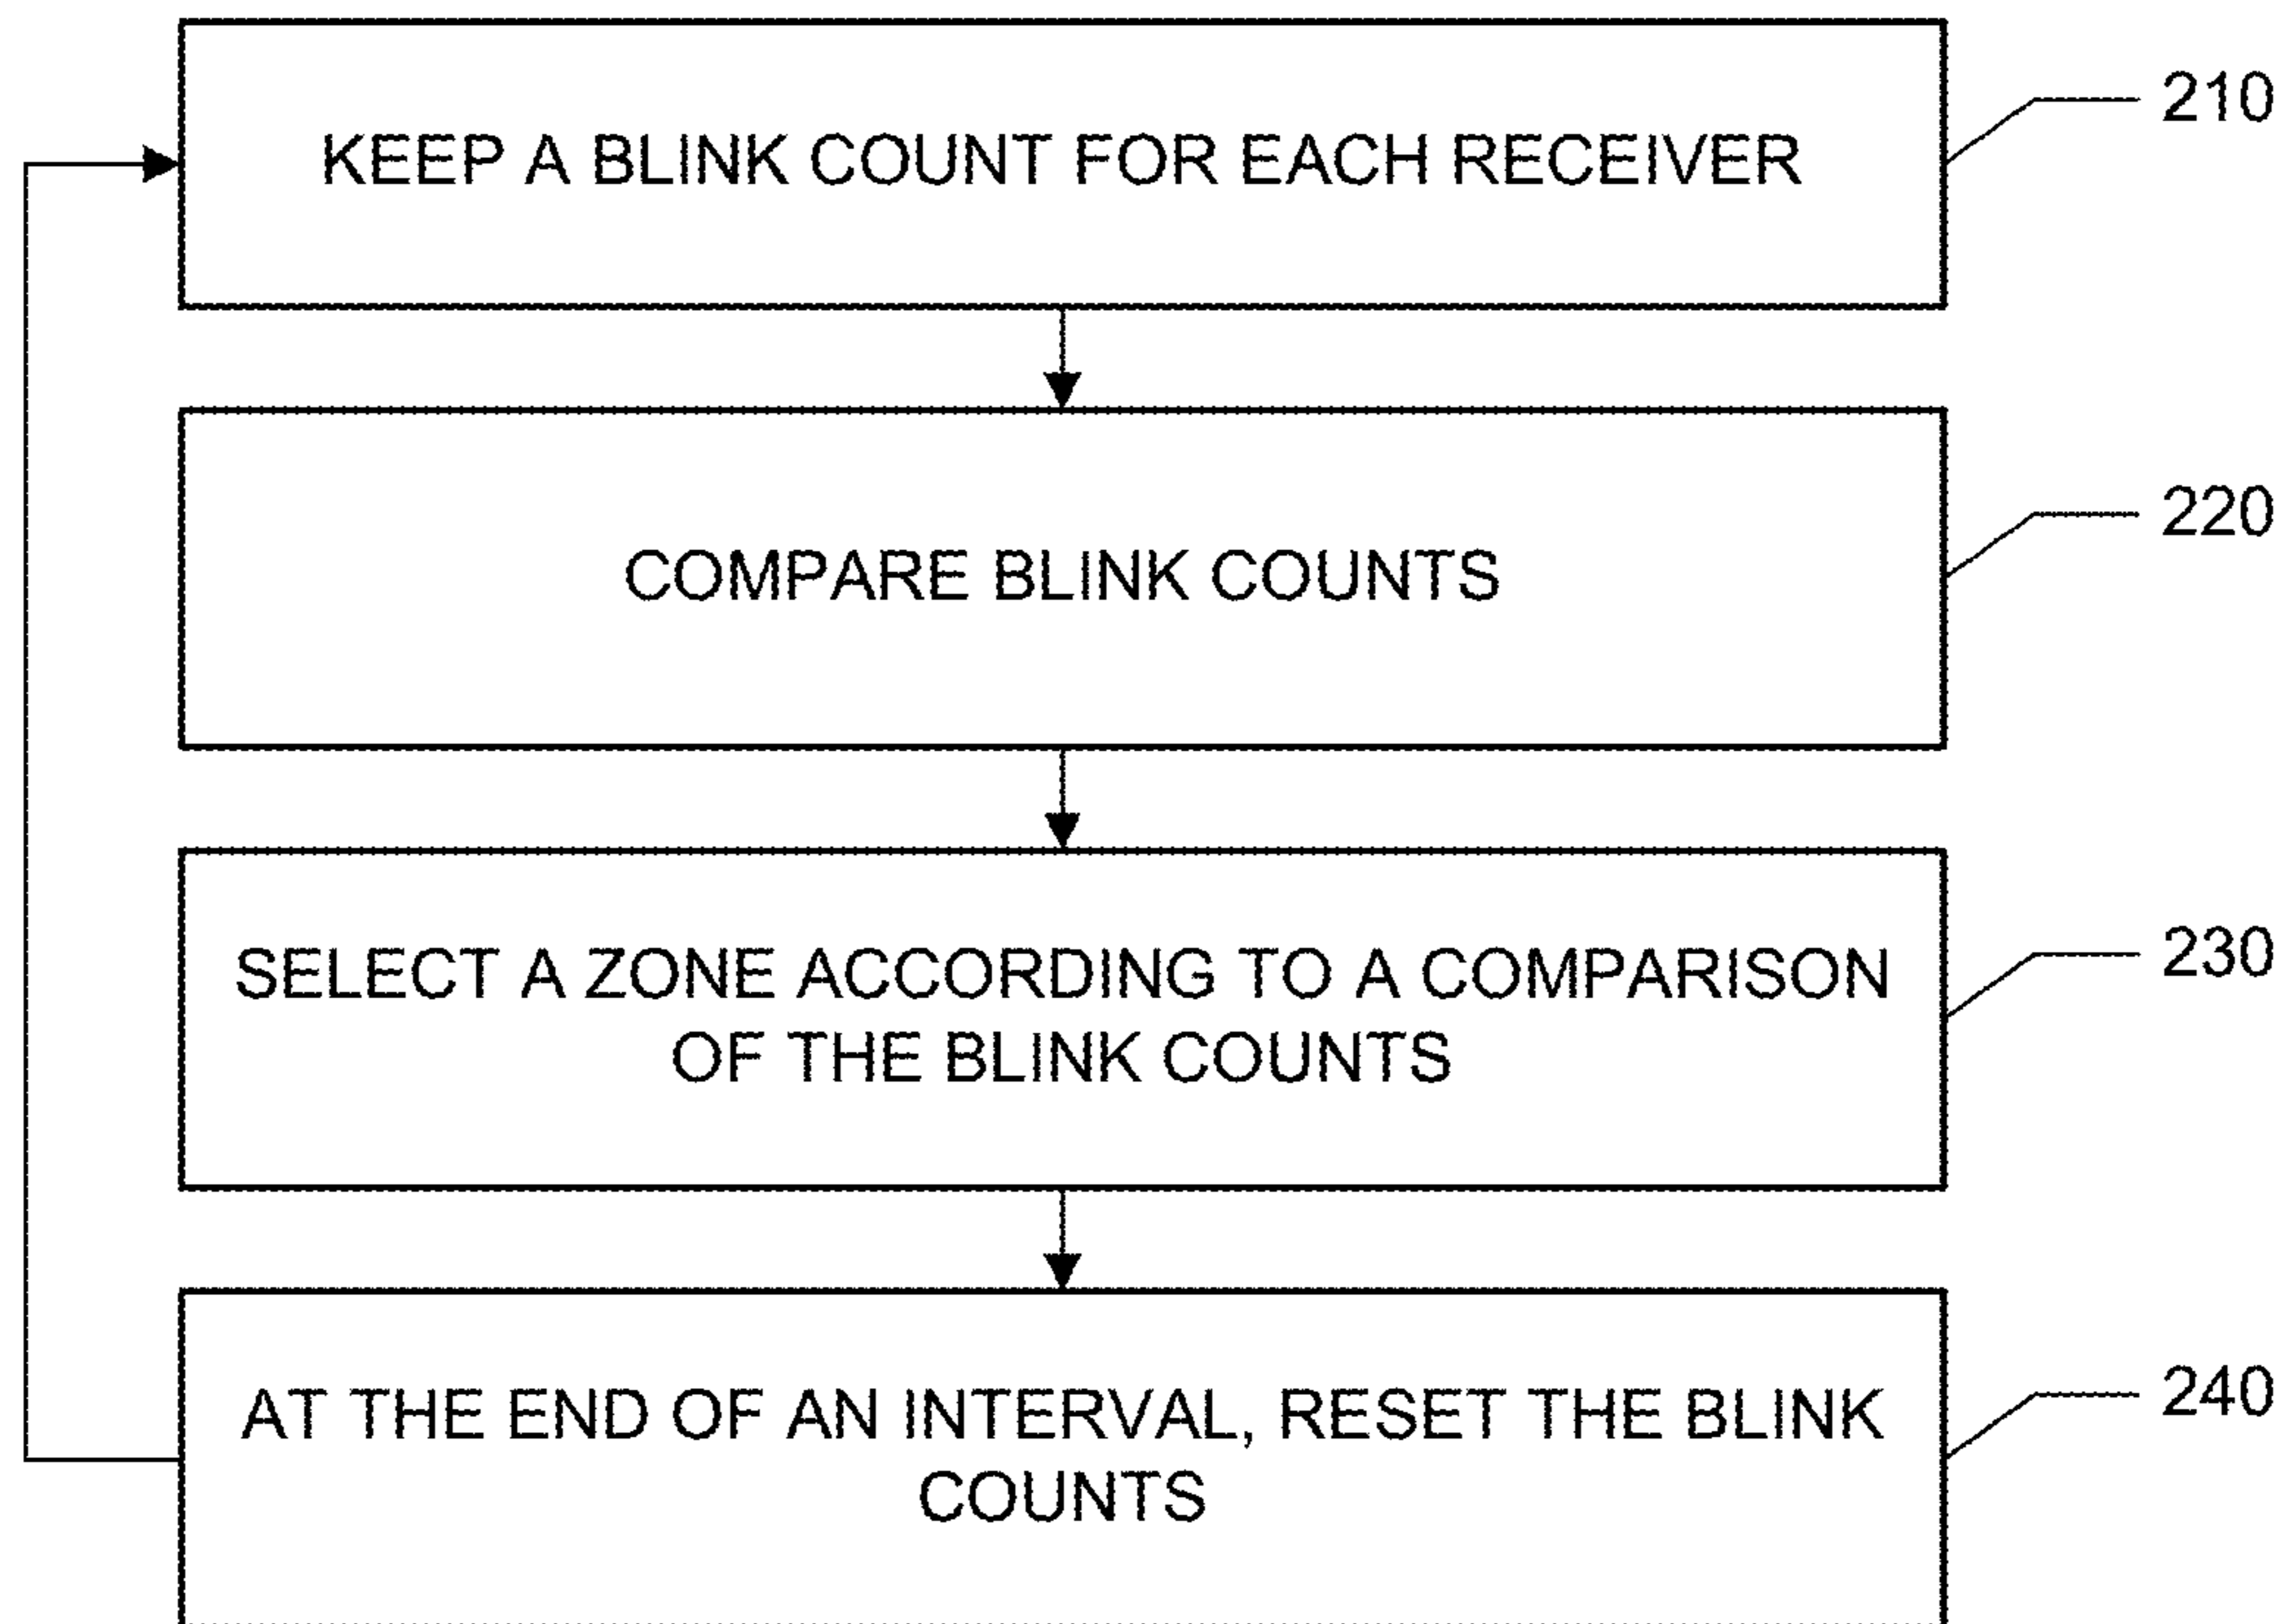 KEEP A BLINK COUNT FOR EACH RECEIVER
210
COMPARE BLINK COUNTS
220
SELECT A ZONE ACCORDING TO A COMPARISON
OF THE BLINK COUNTS
230
AT THE END OF AN INTERVAL, RESET THE BLINK
COUNTS
240